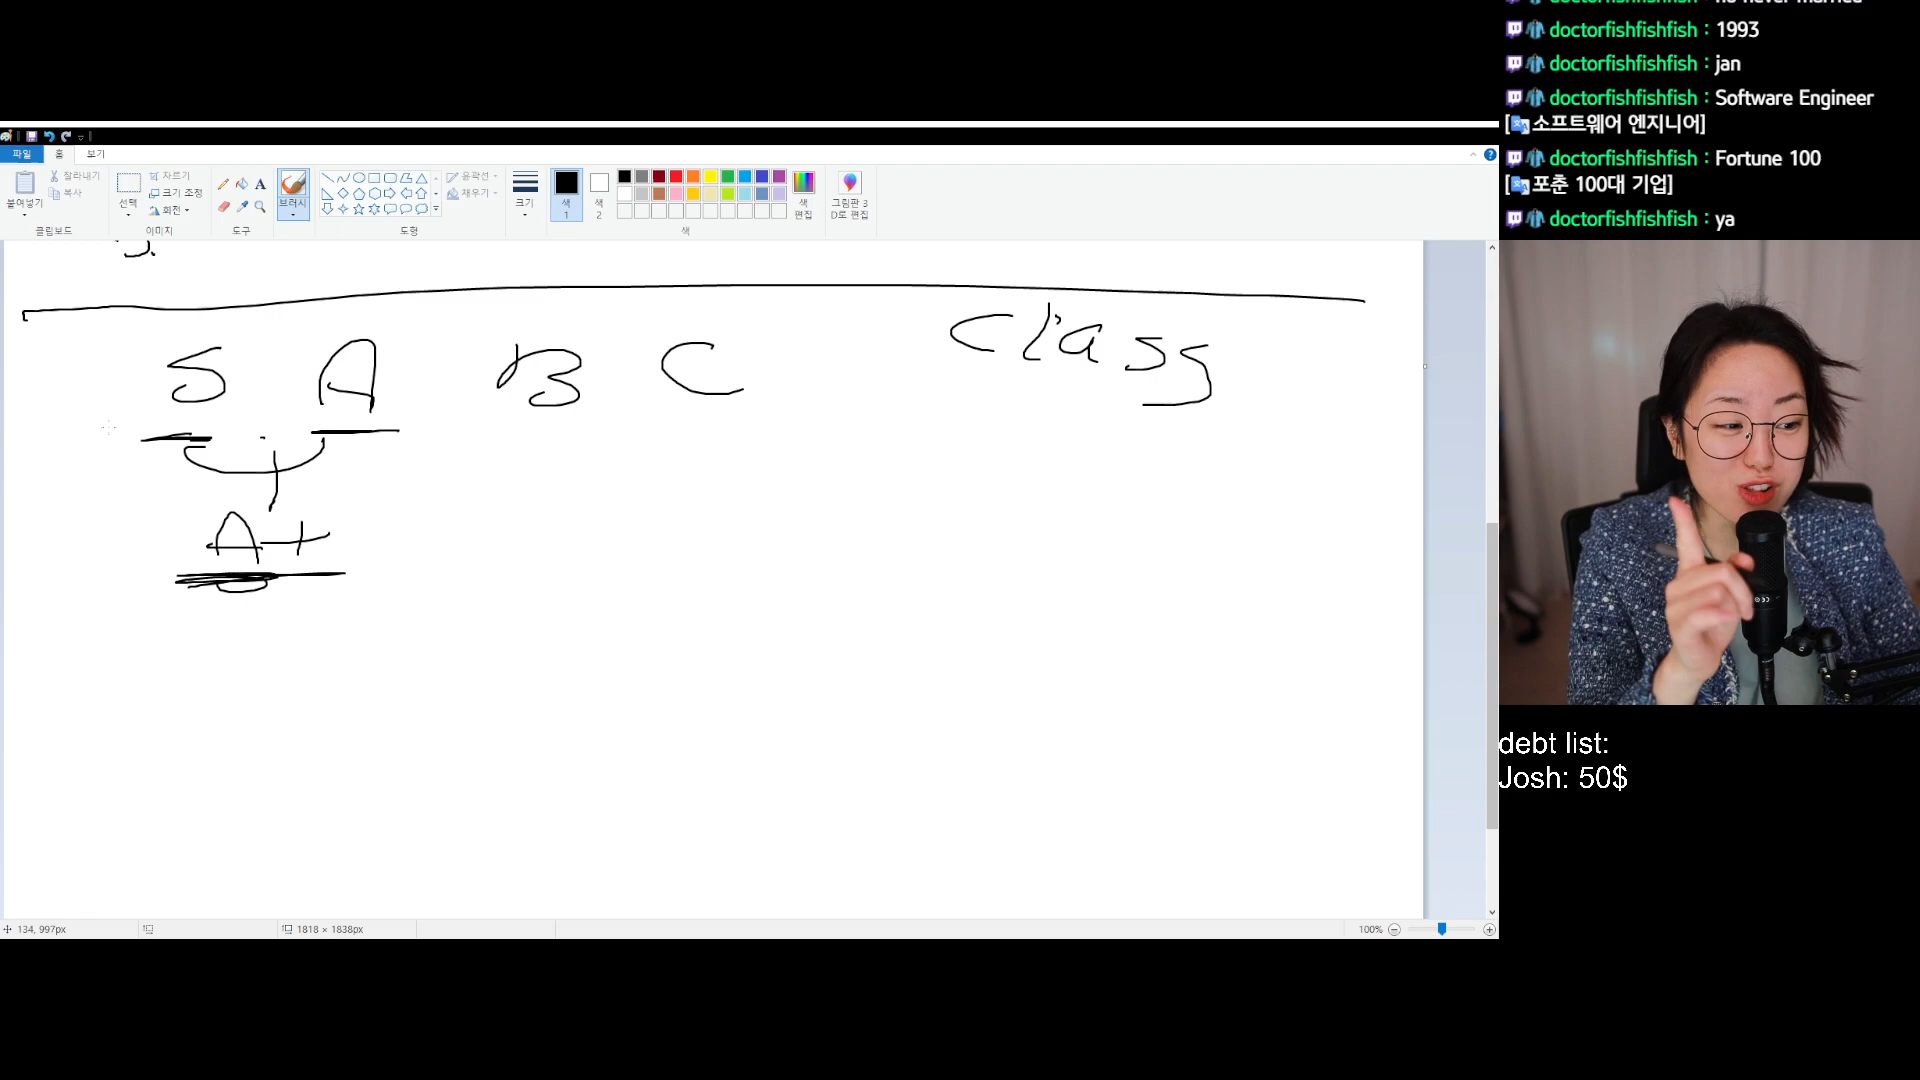 doctorfishfishfish : no never married
doctorfishfishfish : 1993
doctorfishfishfish : jan
doctorfishfishfish : Software Engineer
[소프트웨어 엔지니어]
doctorfishfishfish : Fortune 100
[포춘 100대 기업]
doctorfishfishfish : ya
파일 홈 보기
붙여넣기 잘라내기 복사 클립보드
선택 자르기 크기 조정 회전 이미지
도구
브러시
윤곽선 채우기 도형
크기
색 1 색 2 색 편집 색
그림판 3D로 편집
3.
S A B C class
A+
134, 997px
1818 × 1838px
100%
debt list:
Josh: 50$